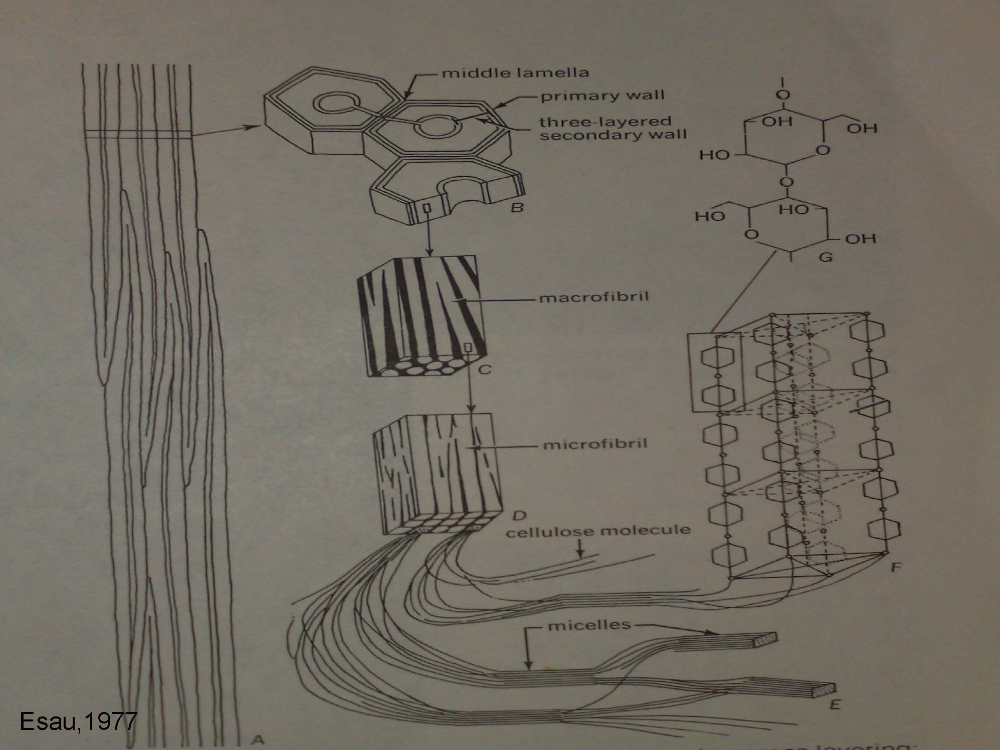 middle lamella
primary wall
three-layered
secondary wall
B
macrofibril
C
microfibril
D
cellulose molecule
micelles
E
A
O
OH
OH
O
HO
O
HO
HO
O
OH
G
F
Esau,1977
layering: